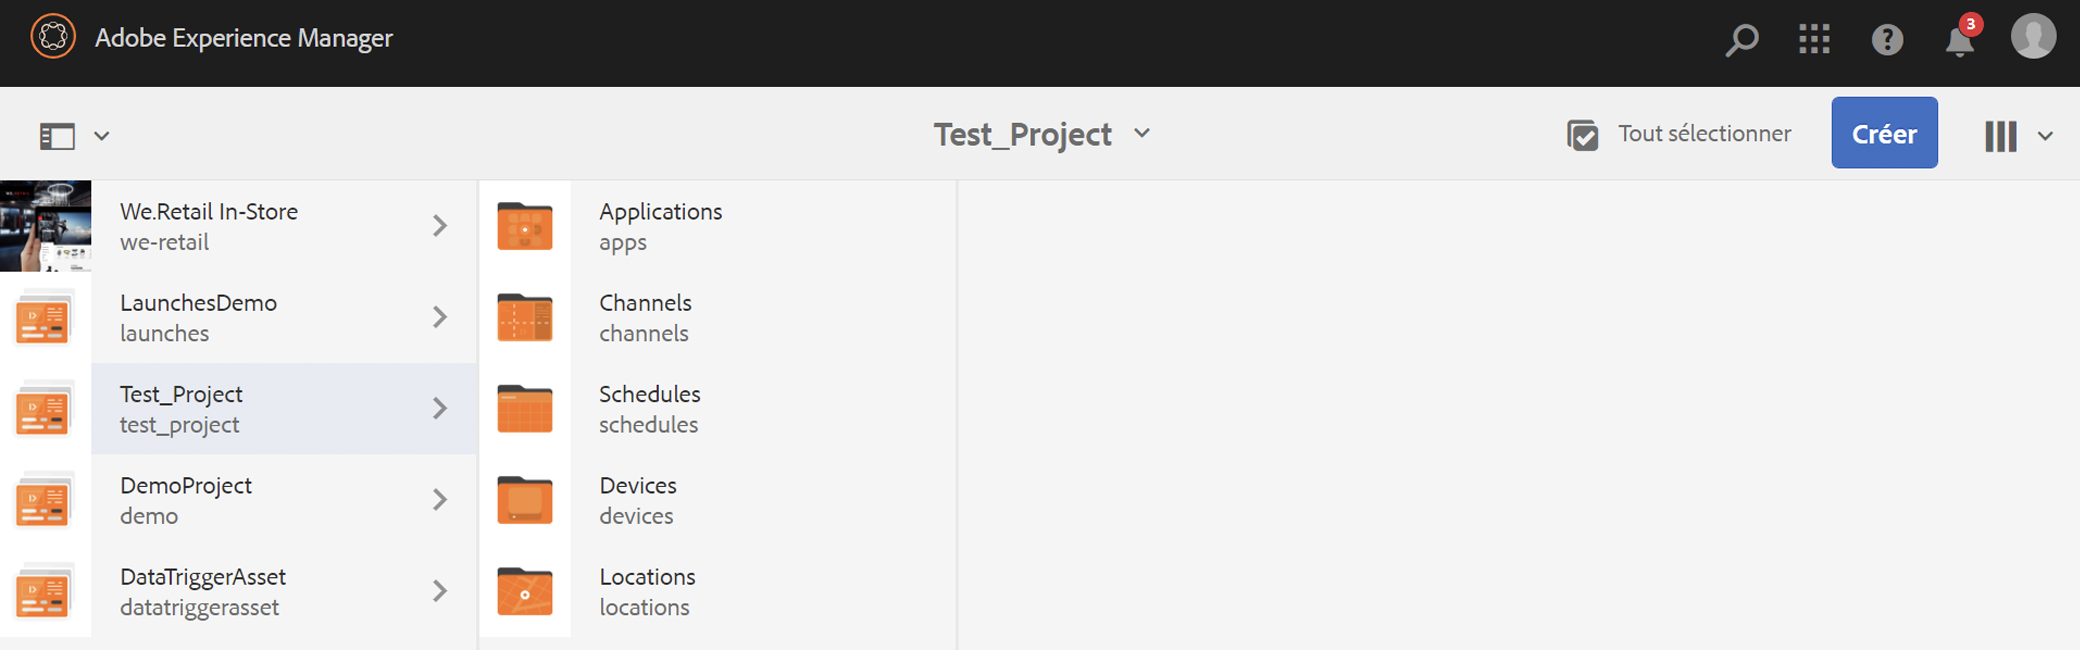 Adobe Experience Manager
3
Test_Project
Tout sélectionner
Créer
We.Retail In-Store
we-retail
LaunchesDemo
launches
Test_Project
test_project
DemoProject
demo
DataTriggerAsset
datatriggerasset
Applications
apps
Channels
channels
Schedules
schedules
Devices
devices
Locations
locations